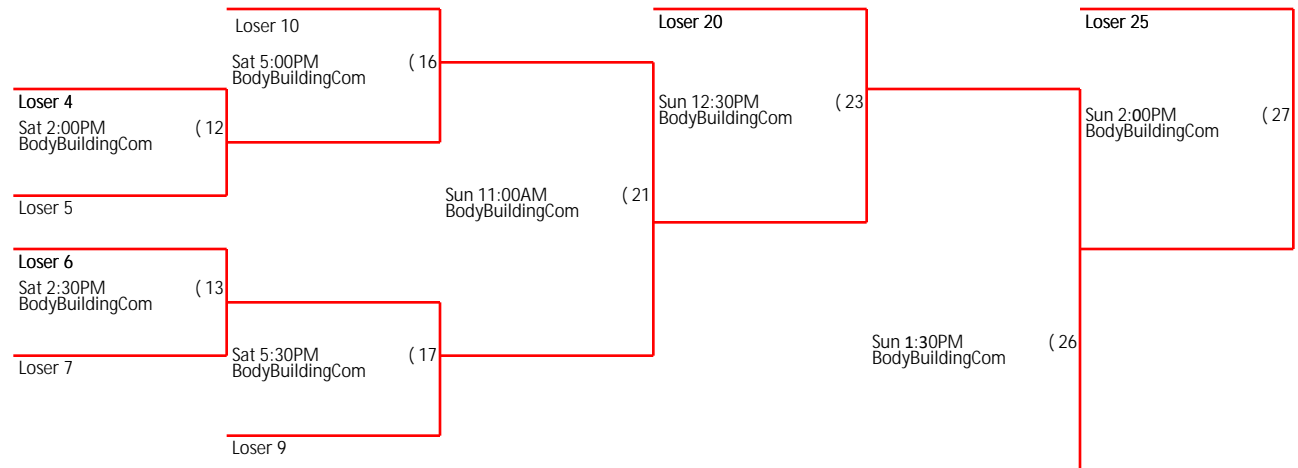 Loser 10
Sat 5:00PM ( 16
BodyBuildingCom
Loser 4
Sat 2:00PM ( 12
BodyBuildingCom
Loser 5
Loser 6
Sat 2:30PM ( 13
BodyBuildingCom
Loser 7
Sat 5:30PM ( 17
BodyBuildingCom
Loser 9
Sun 11:00AM ( 21
BodyBuildingCom
Loser 20
Sun 12:30PM ( 23
BodyBuildingCom
Sun 1:30PM ( 26
BodyBuildingCom
Loser 25
Sun 2:00PM ( 27
BodyBuildingCom